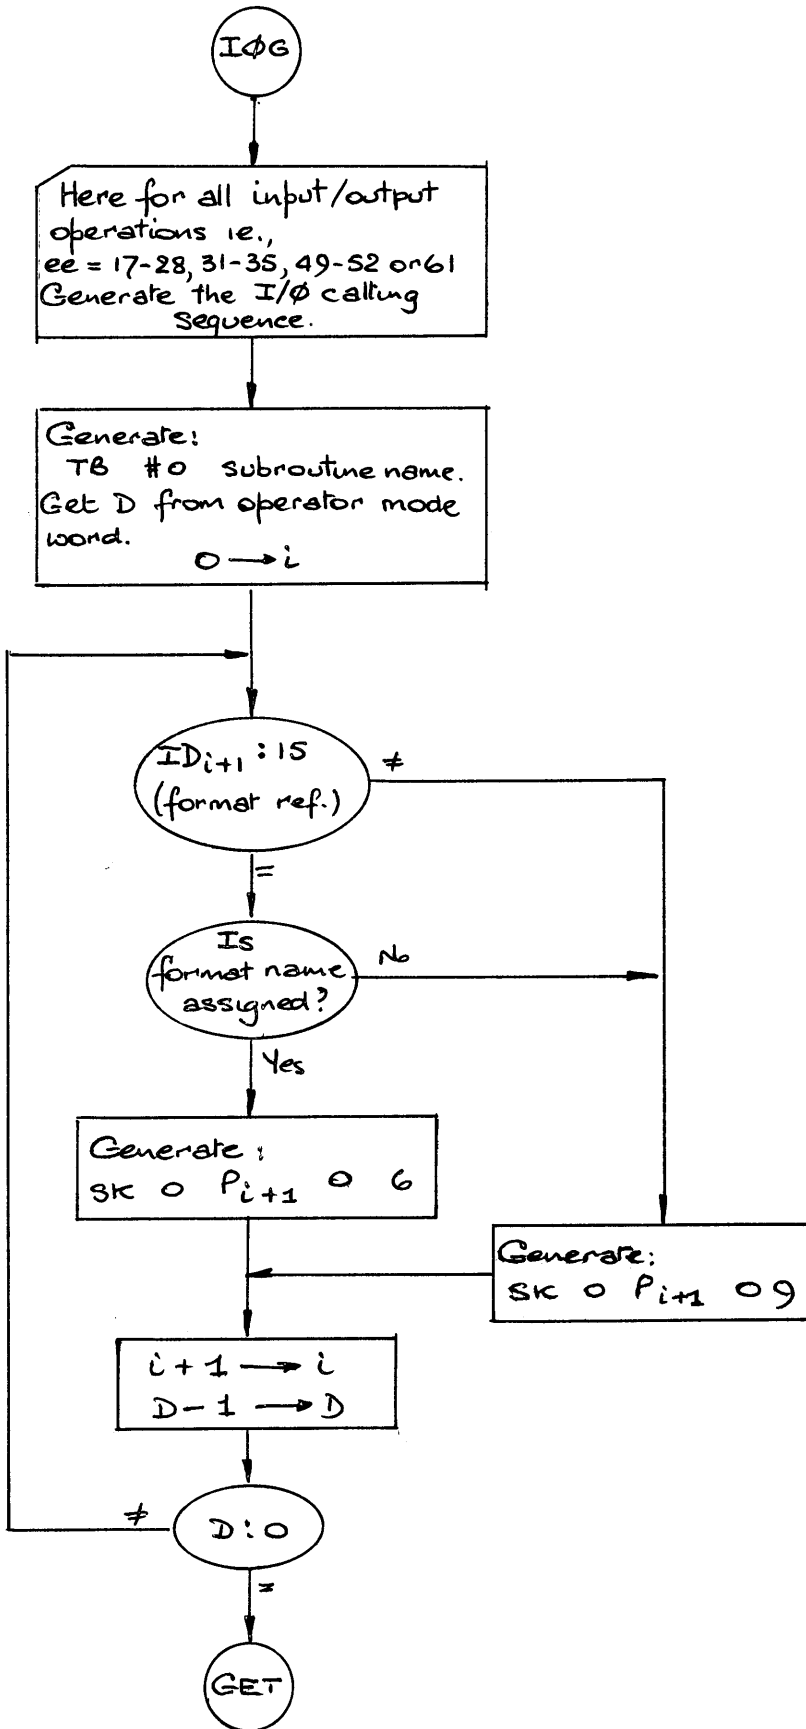 IØG
Here for all input/output
operations ie.,
ee = 17-28, 31-35, 49-52 or 61
Generate the I/Ø calling
sequence.
Generate:
TB #0 subroutine name.
Get D from operator mode
word.
0 → i
IDi+1 : 15
(format ref.)
≠
=
Is
format name
assigned?
No
Yes
Generate:
SK 0 Pi+1 0 6
Generate:
SK 0 Pi+1 0 9
i + 1 → i
D - 1 → D
≠
D : 0
=
GET